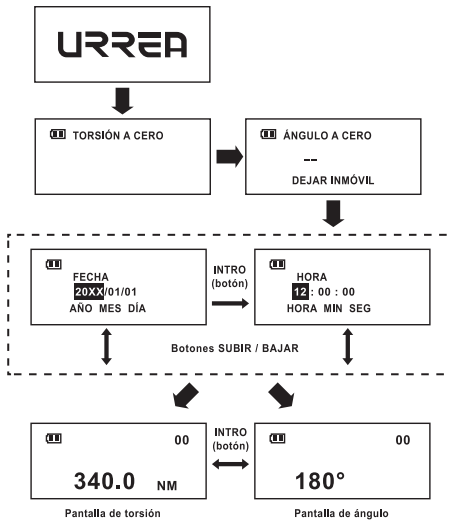 URREA
TORSIÓN A CERO
ÁNGULO A CERO
--
DEJAR INMÓVIL
FECHA
20XX/01/01
AÑO MES DÍA
INTRO
(botón)
HORA
12 : 00 : 00
HORA MIN SEG
Botones SUBIR / BAJAR
00
340.0 NM
Pantalla de torsión
INTRO
(botón)
00
180°
Pantalla de ángulo